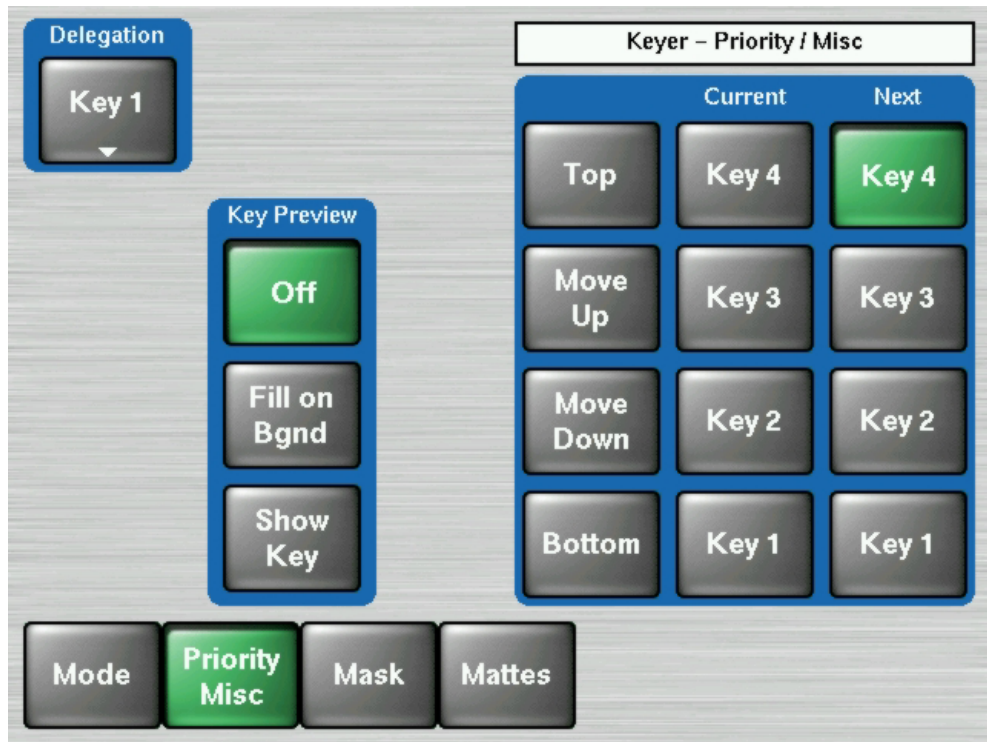 Delegation
Key 1
Keyer – Priority / Misc
Current Next
Top Key 4 Key 4
Key Preview
Off
Move
Up
Key 3 Key 3
Fill on
Bgnd
Move
Down
Key 2 Key 2
Show
Key
Bottom Key 1 Key 1
Mode
Priority
Misc
Mask
Mattes